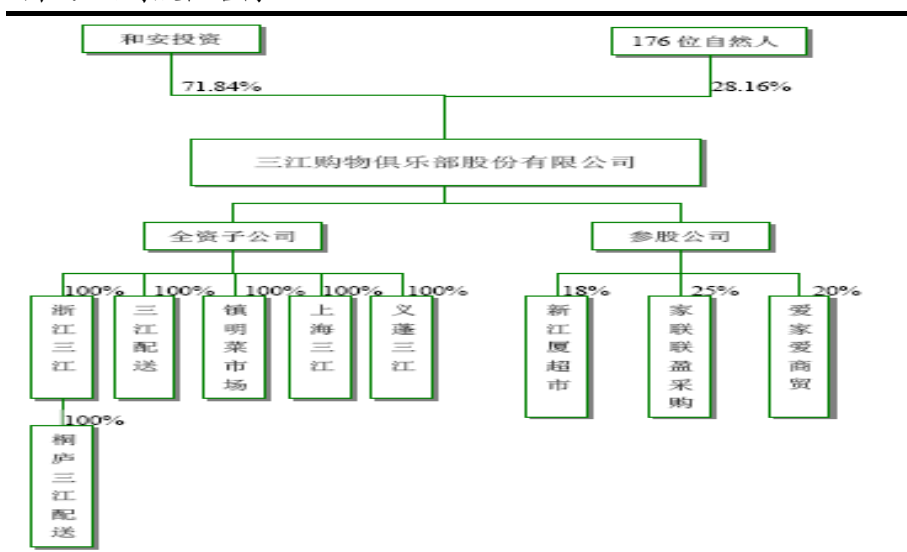 和安投资
176 位自然人
71.84%
28.16%
三江购物俱乐部股份有限公司
全资子公司
参股公司
100%
100%
100%
100%
100%
18%
25%
20%
浙江三江
三江配送
镇明菜市场
上海三江
义蓬三江
新江厦超市
家联联盈采购
爱家爱商贸
100%
桐庐三江配送